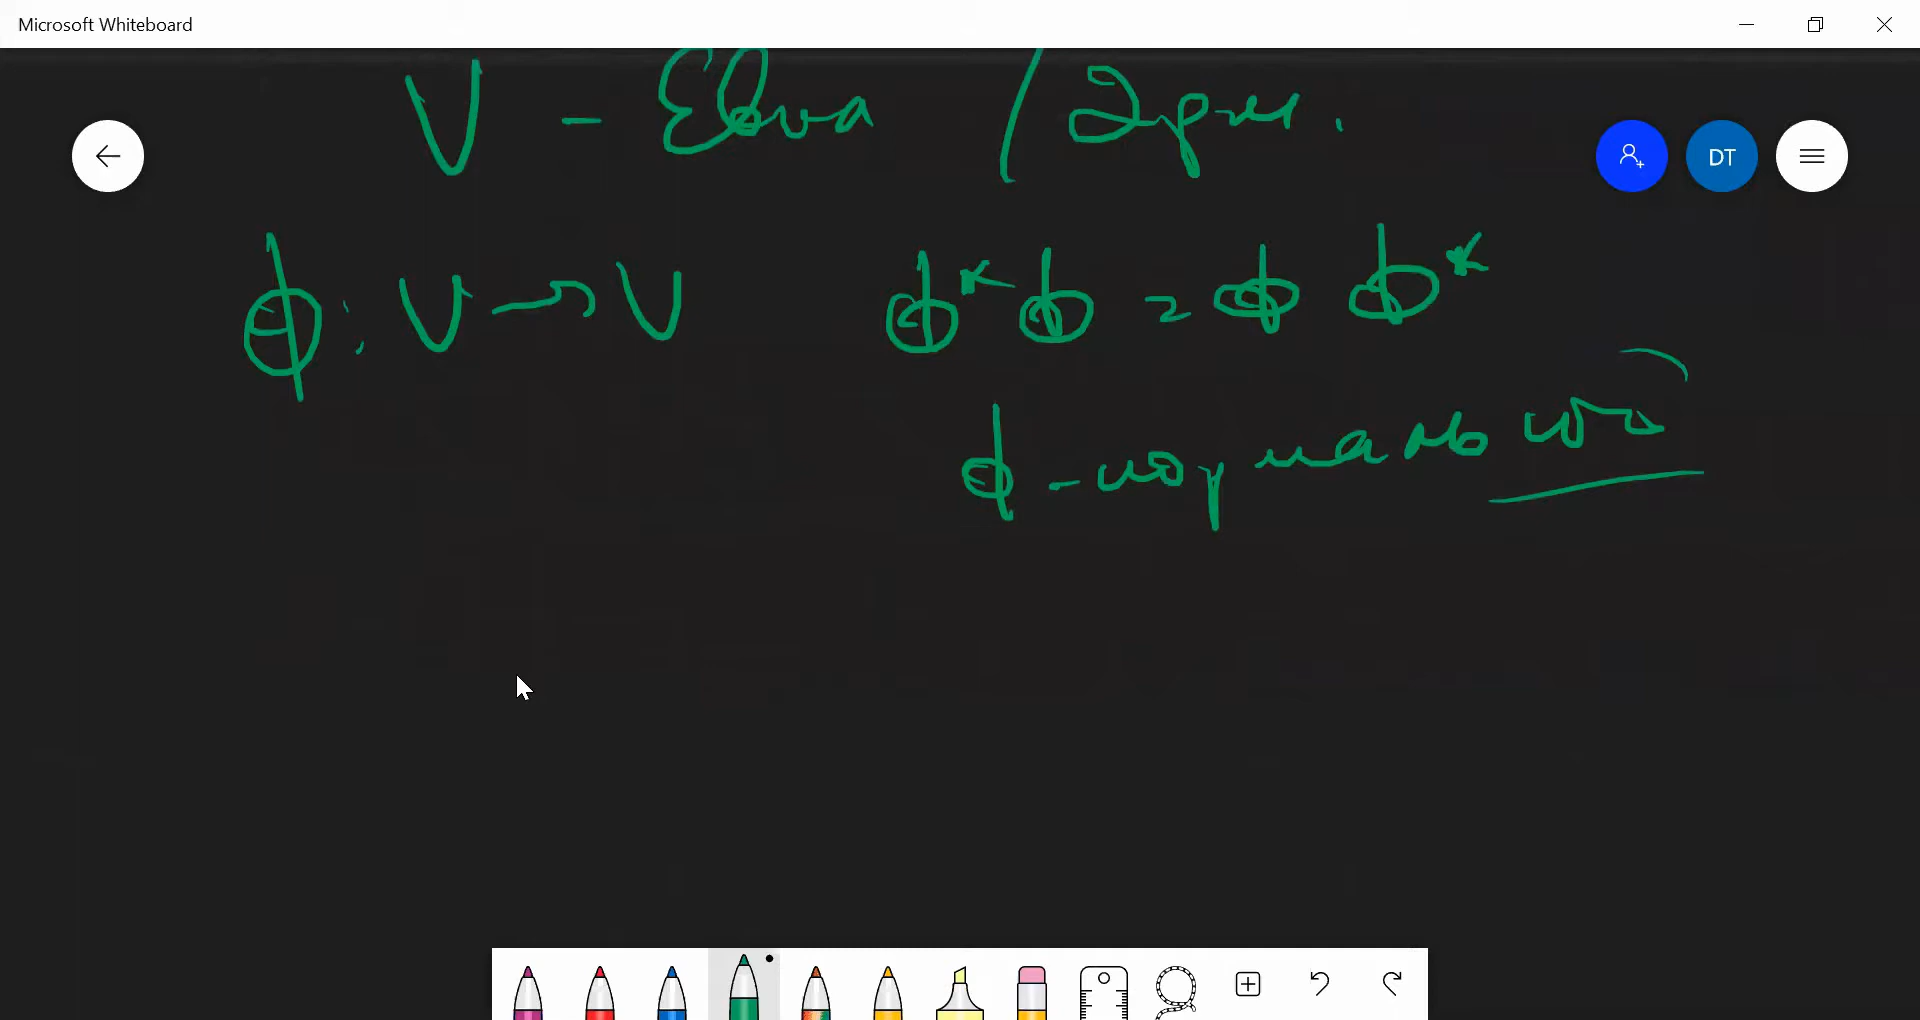 Microsoft Whiteboard
V - Евкл / Эрм.
DT
ϕ: V → V ϕ*ϕ = ϕϕ*
ϕ - нормальный